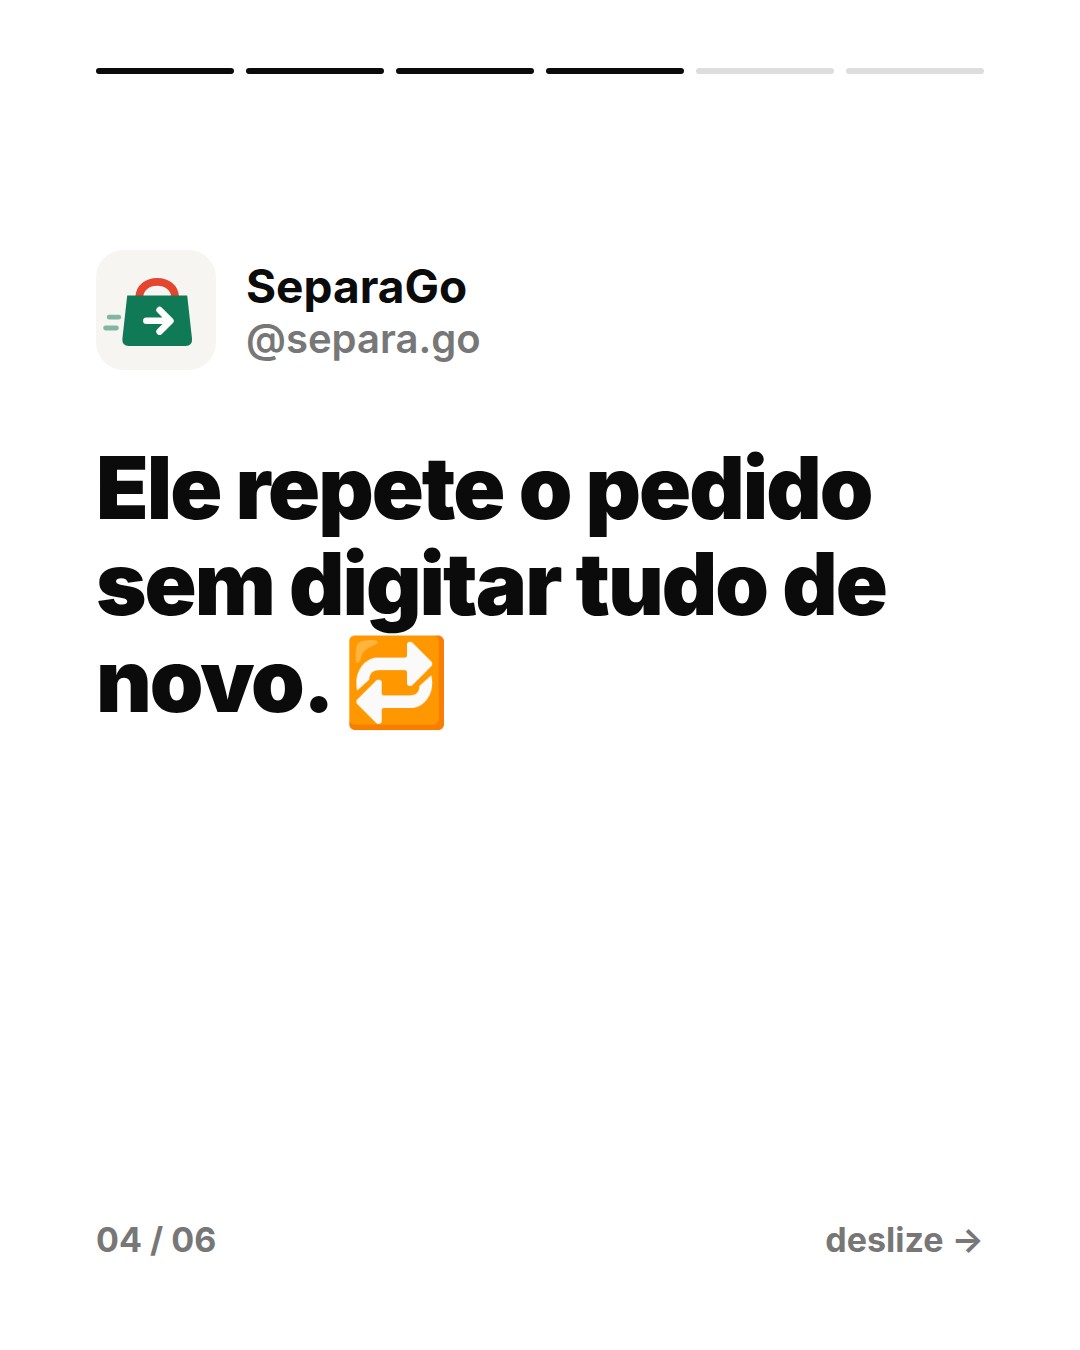 SeparaGo
@separa.go
Ele repete o pedido
sem digitar tudo de
novo. 🔁
04 / 06
deslize →